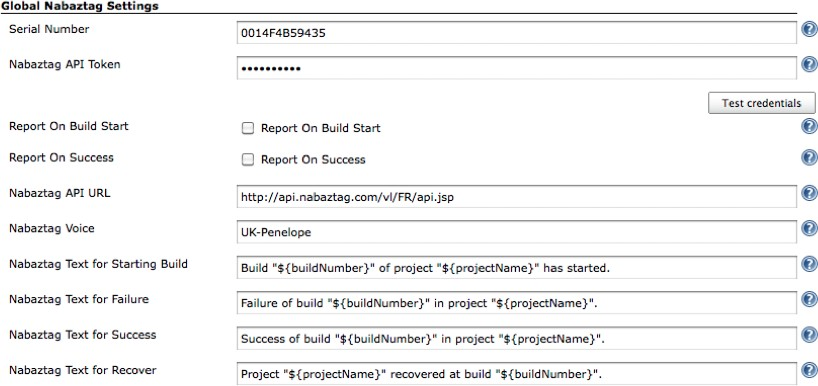 Global Nabaztag Settings
Serial Number 0014F4B59435
Nabaztag API Token ••••••••••
Test credentials
Report On Build Start Report On Build Start
Report On Success Report On Success
Nabaztag API URL http://api.nabaztag.com/vl/FR/api.jsp
Nabaztag Voice UK-Penelope
Nabaztag Text for Starting Build Build "${buildNumber}" of project "${projectName}" has started.
Nabaztag Text for Failure Failure of build "${buildNumber}" in project "${projectName}".
Nabaztag Text for Success Success of build "${buildNumber}" in project "${projectName}".
Nabaztag Text for Recover Project "${projectName}" recovered at build "${buildNumber}".